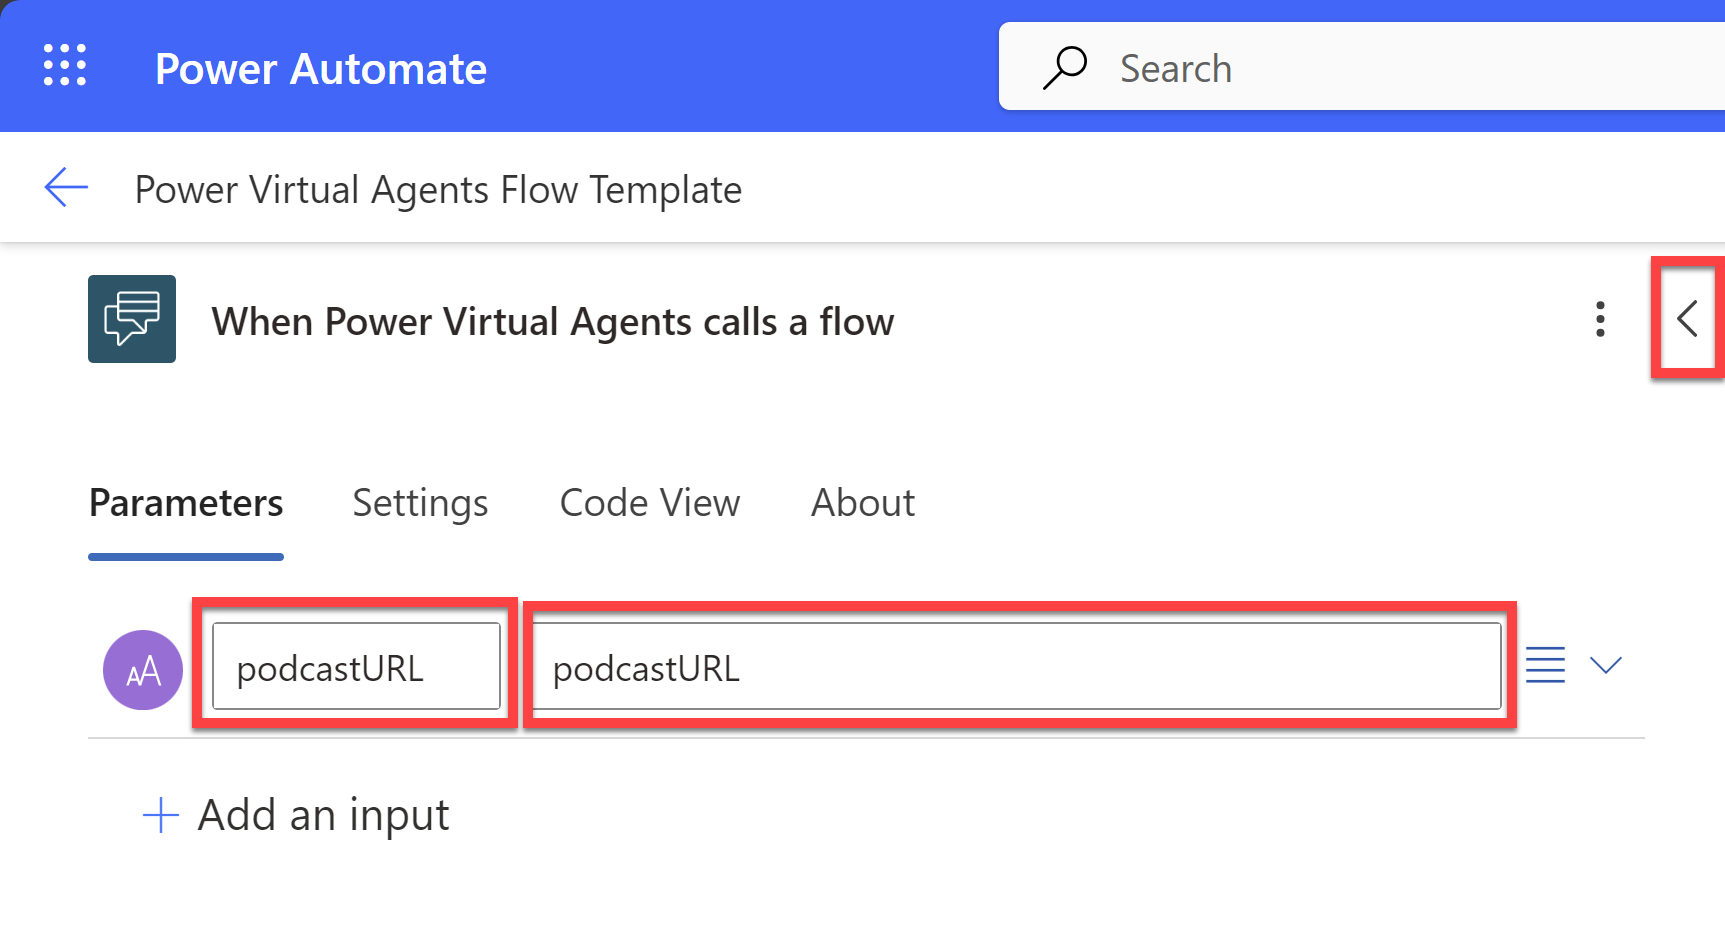 Power Automate
Search
Power Virtual Agents Flow Template
When Power Virtual Agents calls a flow
Parameters Settings Code View About
AA podcastURL podcastURL
Add an input